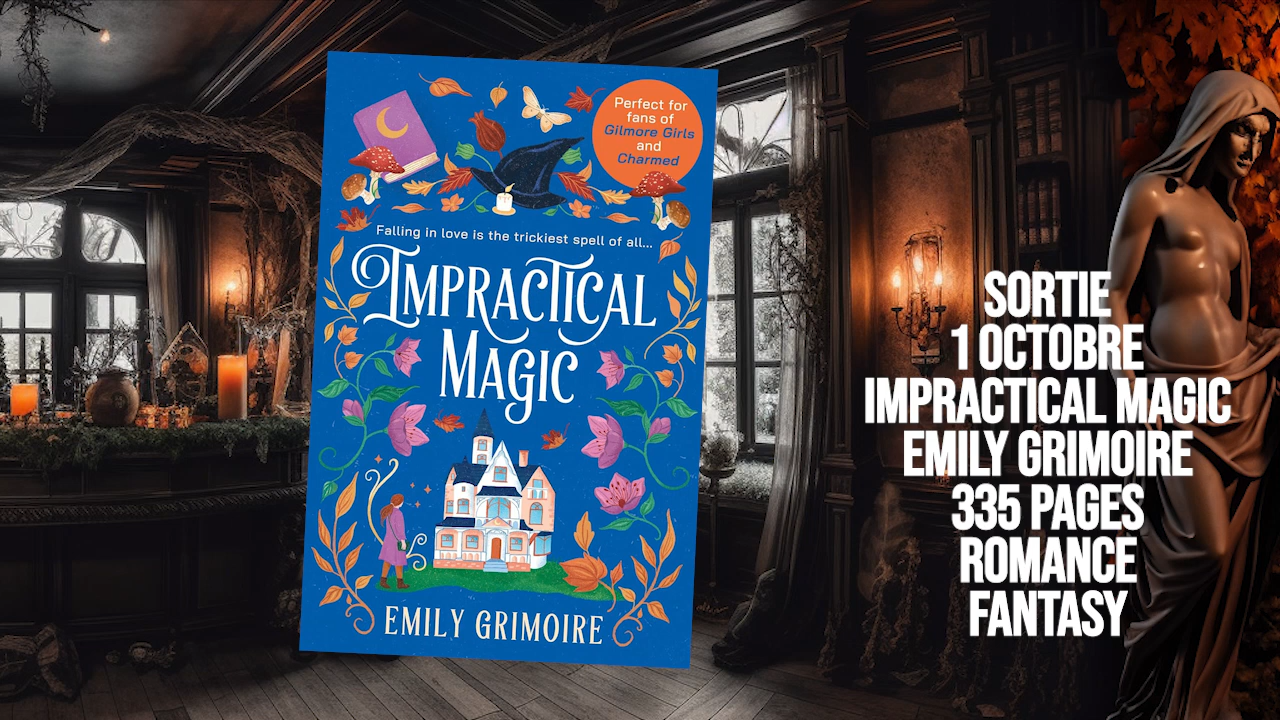 Perfect for
fans of
Gilmore Girls
and
Charmed
Falling in love is the trickiest spell of all...
IMPRACTICAL
MAGIC
EMILY GRIMOIRE
SORTIE
1 OCTOBRE
IMPRACTICAL MAGIC
EMILY GRIMOIRE
335 PAGES
ROMANCE
FANTASY